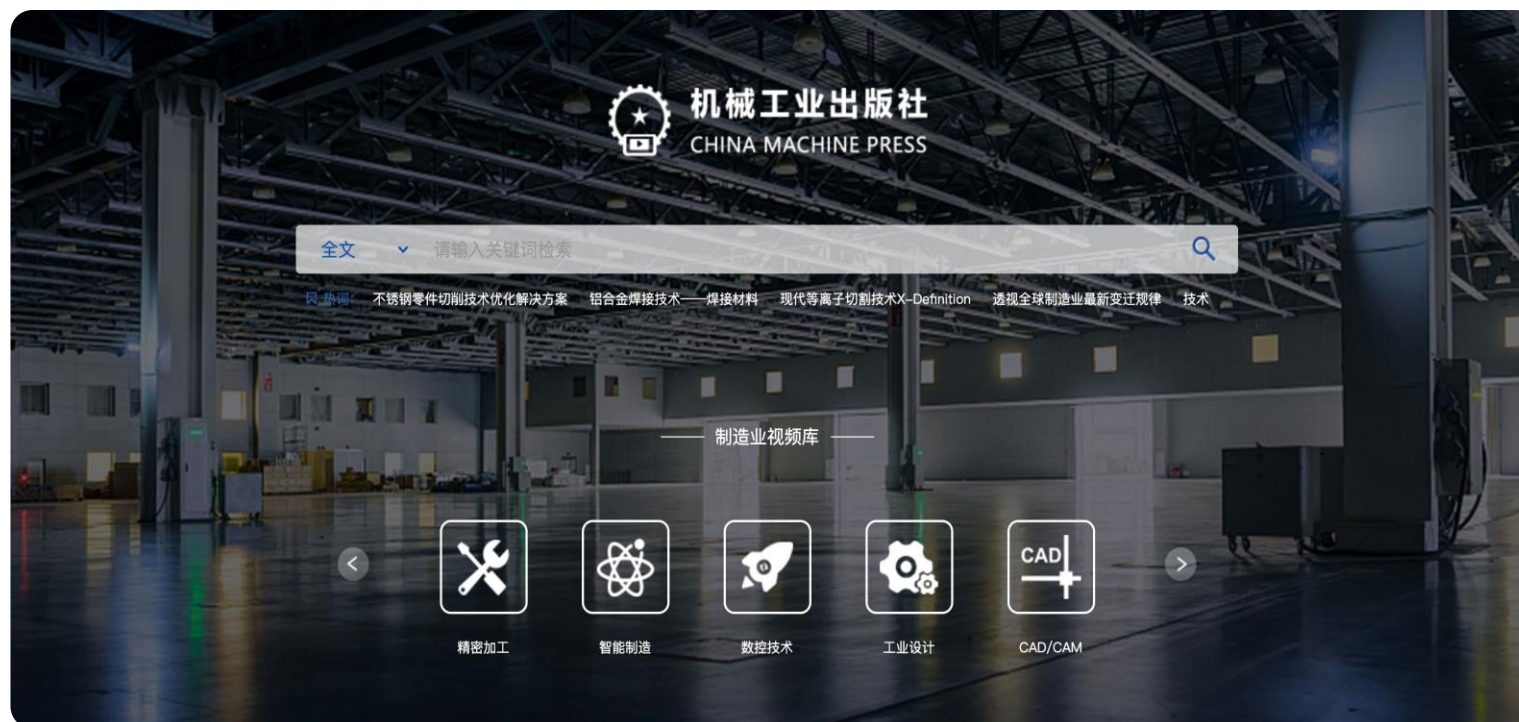 机械工业出版社
CHINA MACHINE PRESS
全文 请输入关键词检索
热词: 不锈钢零件切削技术优化解决方案 铝合金焊接技术——焊接材料 现代等离子切割技术X-Definition 透视全球制造业最新变迁规律 技术
制造业视频库
CAD
精密加工 智能制造 数控技术 工业设计 CAD/CAM